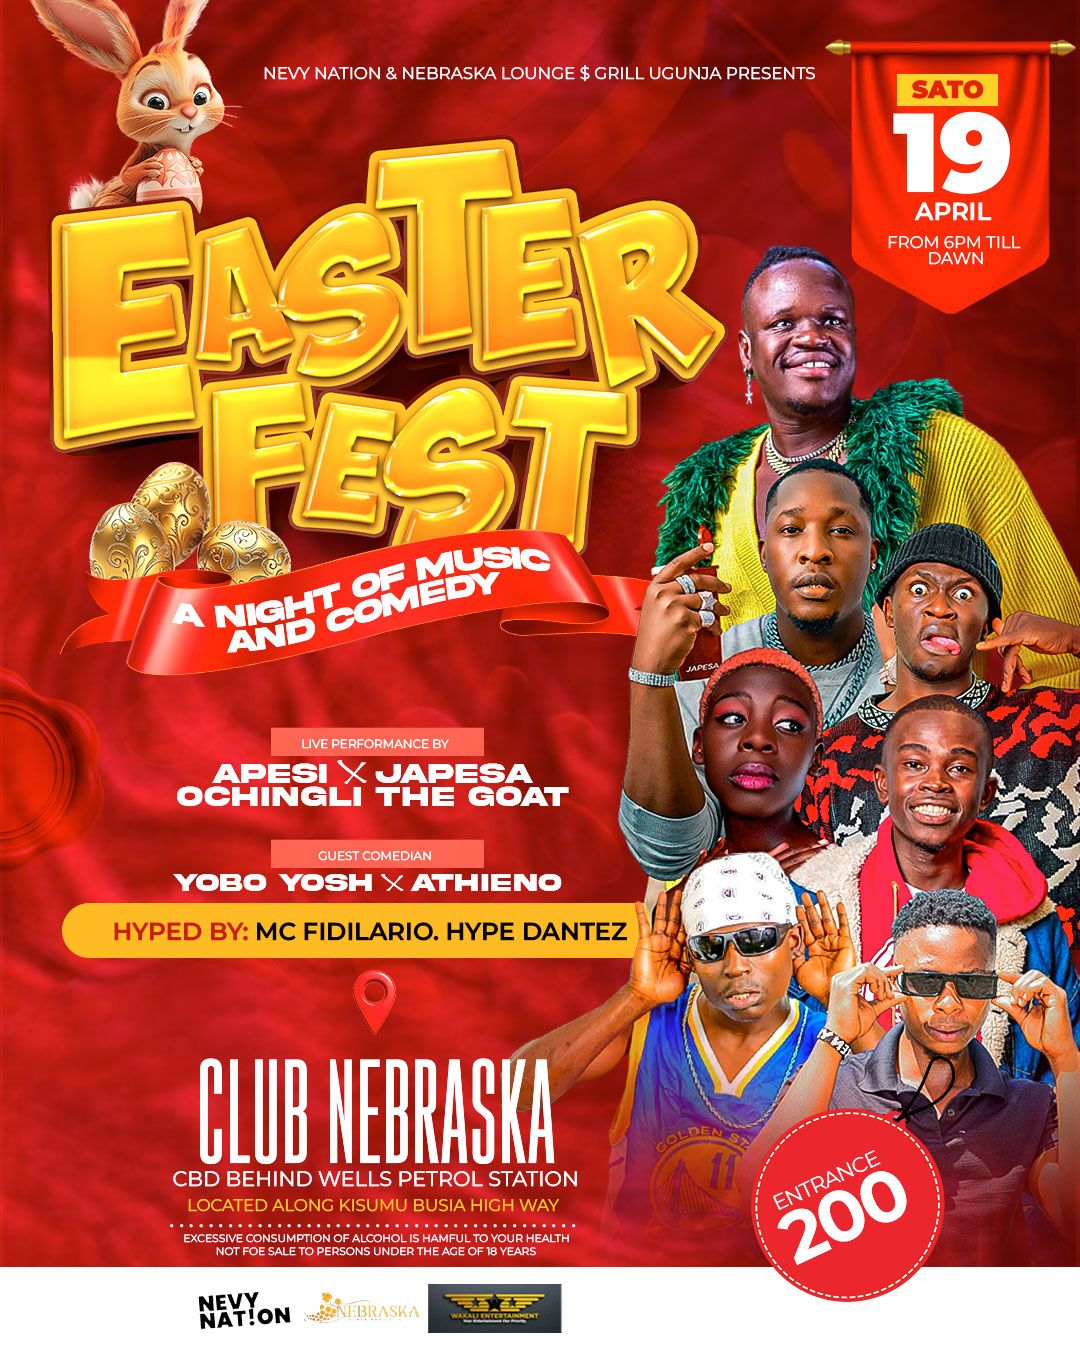 NEVY NATION & NEBRASKA LOUNGE $ GRILL UGUNJA PRESENTS
SATO
19
APRIL
FROM 6PM TILL
DAWN
EASTER
FEST
A NIGHT OF MUSIC
AND COMEDY
JAPESA
LIVE PERFORMANCE BY
APESI X JAPESA
OCHINGLI THE GOAT
GUEST COMEDIAN
YOBO YOSH X ATHIENO
HYPED BY: MC FIDILARIO. HYPE DANTEZ
CLUB NEBRASKA
CBD BEHIND WELLS PETROL STATION
LOCATED ALONG KISUMU BUSIA HIGH WAY
EXCESSIVE CONSUMPTION OF ALCOHOL IS HAMFUL TO YOUR HEALTH
NOT FOE SALE TO PERSONS UNDER THE AGE OF 18 YEARS
GOLDEN
11
ENTRANCE
200
NEVY
NAT!ON
NEBRASKA
WAKALI ENTERTAINMENT
Your Entertainment Our Priority